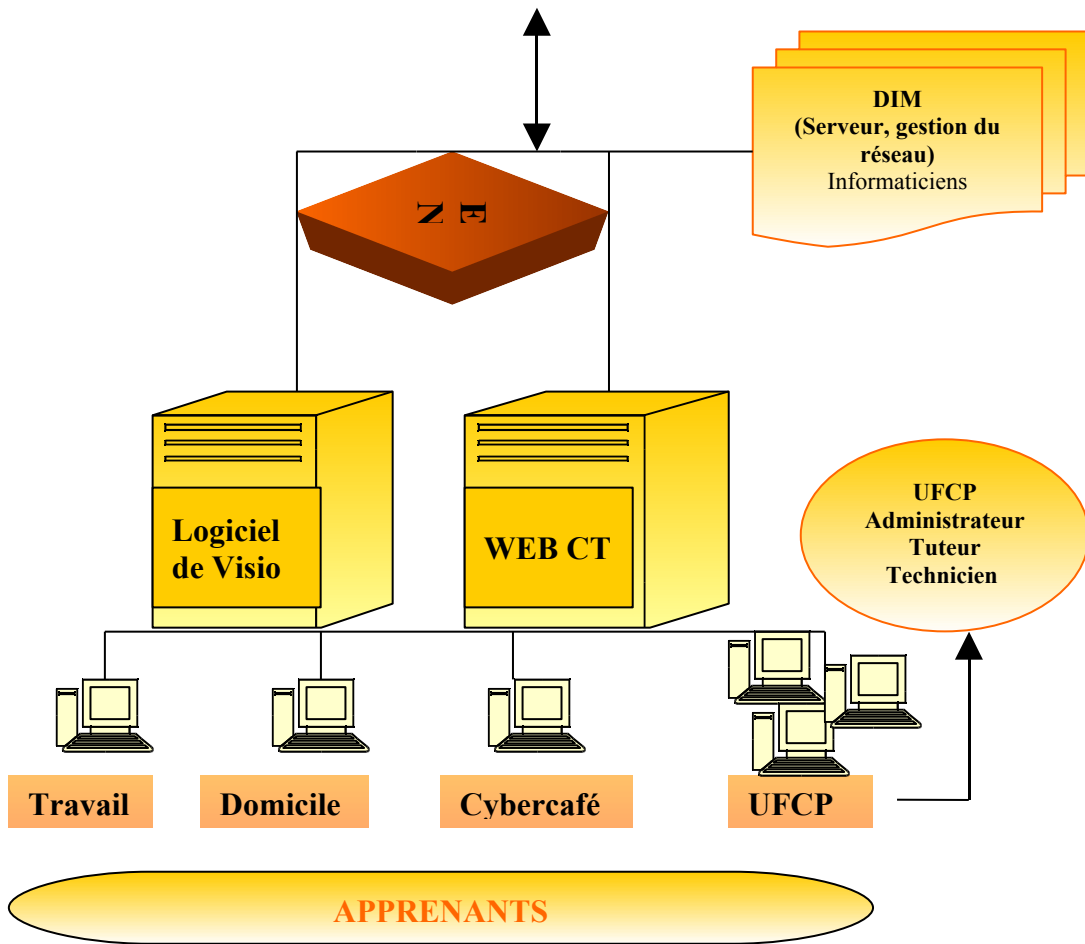 DIM
(Serveur, gestion du
réseau)
Informaticiens
E
N
Logiciel
de Visio
WEB CT
UFCP
Administrateur
Tuteur
Technicien
Travail
Domicile
Cybercafé
UFCP
APPRENANTS